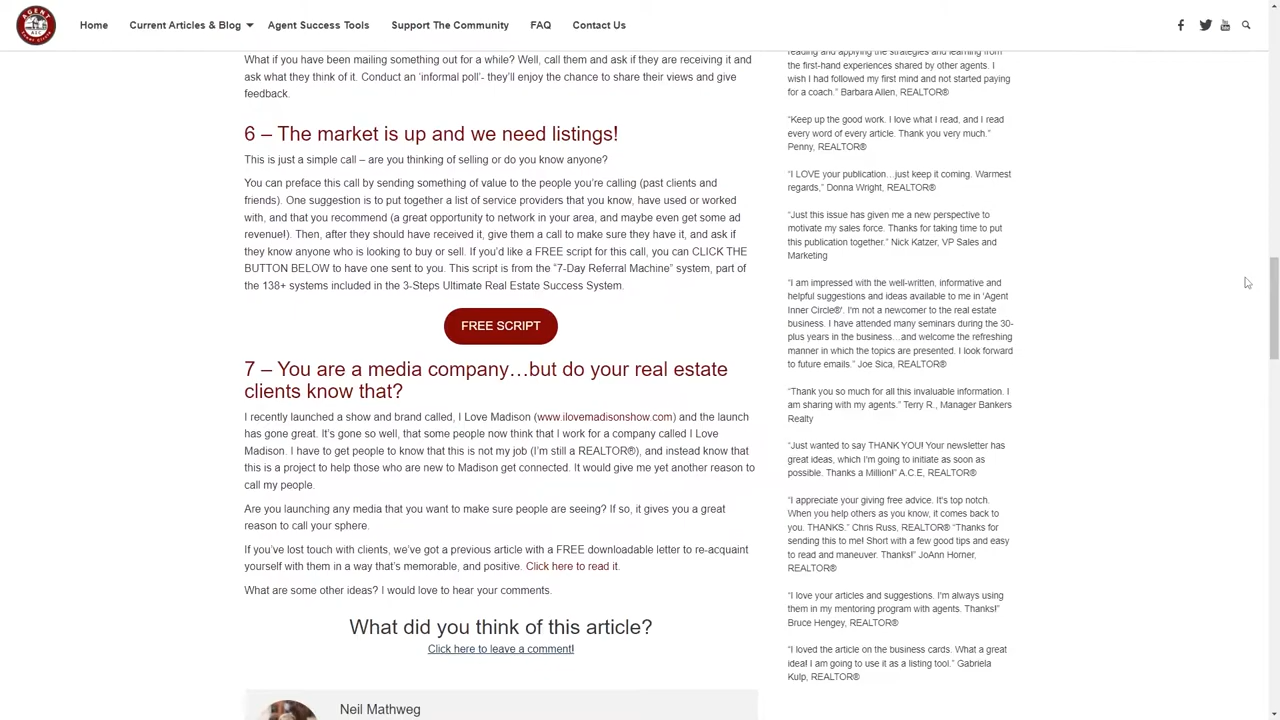 AGENT
AIC
Home
Current Articles & Blog
Agent Success Tools
Support The Community
FAQ
Contact Us
What if you have been mailing something out for a while? Well, call them and ask if they are receiving it and
ask what they think of it. Conduct an 'informal poll'- they'll enjoy the chance to share their views and give
feedback.
6 – The market is up and we need listings!
This is just a simple call – are you thinking of selling or do you know anyone?
You can preface this call by sending something of value to the people you're calling (past clients and
friends). One suggestion is to put together a list of service providers that you know, have used or worked
with, and that you recommend (a great opportunity to network in your area, and maybe even get some ad
revenue!). Then, after they should have received it, give them a call to make sure they have it, and ask if
they know anyone who is looking to buy or sell. If you'd like a FREE script for this call, you can CLICK THE
BUTTON BELOW to have one sent to you. This script is from the "7-Day Referral Machine" system, part of
the 138+ systems included in the 3-Steps Ultimate Real Estate Success System.
FREE SCRIPT
7 – You are a media company…but do your real estate
clients know that?
I recently launched a show and brand called, I Love Madison (www.ilovemadisonshow.com) and the launch
has gone great. It's gone so well, that some people now think that I work for a company called I Love
Madison. I have to get people to know that this is not my job (I'm still a REALTOR®), and instead know that
this is a project to help those who are new to Madison get connected. It would give me yet another reason to
call my people.
Are you launching any media that you want to make sure people are seeing? If so, it gives you a great
reason to call your sphere.
If you've lost touch with clients, we've got a previous article with a FREE downloadable letter to re-acquaint
yourself with them in a way that's memorable, and positive. Click here to read it.
What are some other ideas? I would love to hear your comments.
What did you think of this article?
Click here to leave a comment!
Neil Mathweg
reading and applying the strategies and learning from
the first-hand experiences shared by other agents. I
wish I had followed my first mind and not started paying
for a coach." Barbara Allen, REALTOR®
"Keep up the good work. I love what I read, and I read
every word of every article. Thank you very much."
Penny, REALTOR®
"I LOVE your publication…just keep it coming. Warmest
regards," Donna Wright, REALTOR®
"Just this issue has given me a new perspective to
motivate my sales force. Thanks for taking time to put
this publication together." Nick Katzer, VP Sales and
Marketing
"I am impressed with the well-written, informative and
helpful suggestions and ideas available to me in 'Agent
Inner Circle®'. I'm not a newcomer to the real estate
business. I have attended many seminars during the 30-
plus years in the business…and welcome the refreshing
manner in which the topics are presented. I look forward
to future emails." Joe Sica, REALTOR®
"Thank you so much for all this invaluable information. I
am sharing with my agents." Terry R., Manager Bankers
Realty
"Just wanted to say THANK YOU! Your newsletter has
great ideas, which I'm going to initiate as soon as
possible. Thanks a Million!" A.C.E, REALTOR®
"I appreciate your giving free advice. It's top notch.
When you help others as you know, it comes back to
you. THANKS." Chris Russ, REALTOR® "Thanks for
sending this to me! Short with a few good tips and easy
to read and maneuver. Thanks!" JoAnn Horner,
REALTOR®
"I love your articles and suggestions. I'm always using
them in my mentoring program with agents. Thanks!"
Bruce Hengey, REALTOR®
"I loved the article on the business cards. What a great
idea! I am going to use it as a listing tool." Gabriela
Kulp, REALTOR®